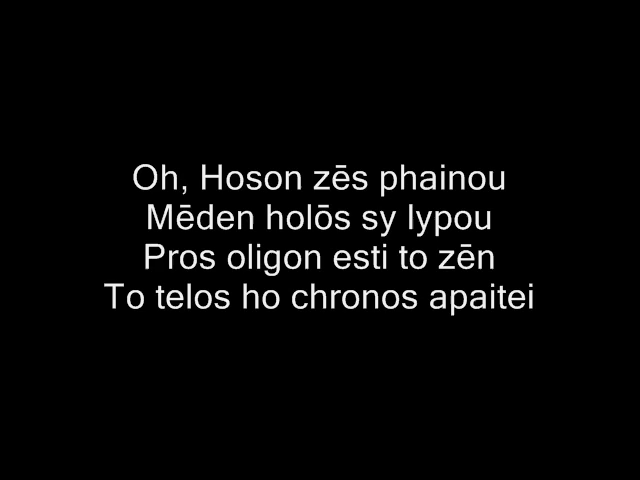 Oh, Hoson zēs phainou
Mēden holōs sy lypou
Pros oligon esti to zēn
To telos ho chronos apaitei